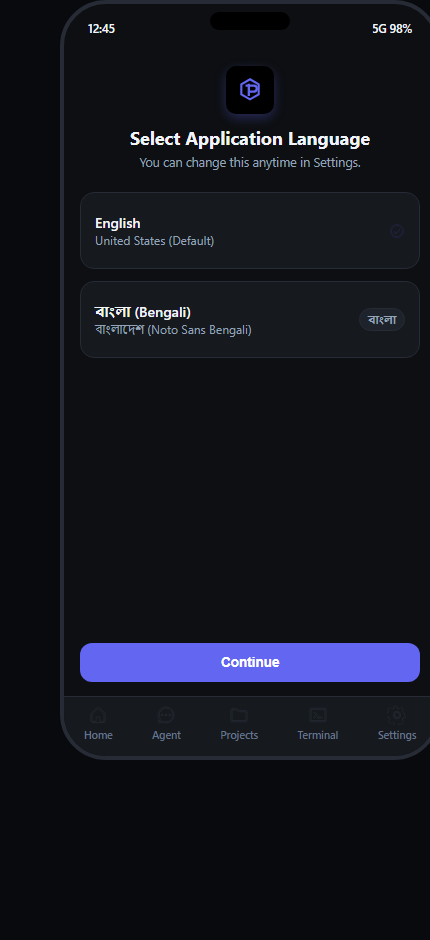 12:45
5G 98%
Select Application Language
You can change this anytime in Settings.
English
United States (Default)
বাংলা (Bengali)
বাংলাদেশ (Noto Sans Bengali)
বাংলা
Continue
Home
Agent
Projects
Terminal
Settings